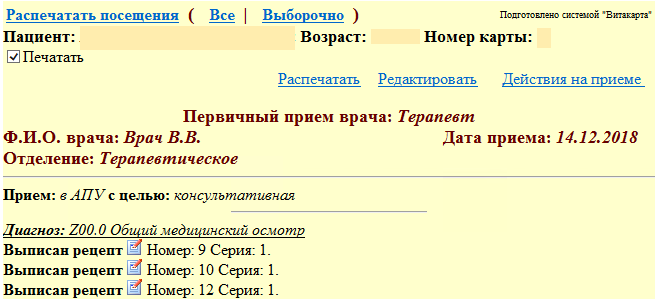 Распечатать посещения ( Все | Выборочно ) Подготовлено системой "Витакарта"
Пациент: Возраст: Номер карты:
Печатать
Распечатать Редактировать Действия на приеме
Первичный прием врача: Терапевт
Ф.И.О. врача: Врач В.В. Дата приема: 14.12.2018
Отделение: Терапевтическое
Прием: в АПУ с целью: консультативная
Диагноз: Z00.0 Общий медицинский осмотр
Выписан рецепт Номер: 9 Серия: 1.
Выписан рецепт Номер: 10 Серия: 1.
Выписан рецепт Номер: 12 Серия: 1.